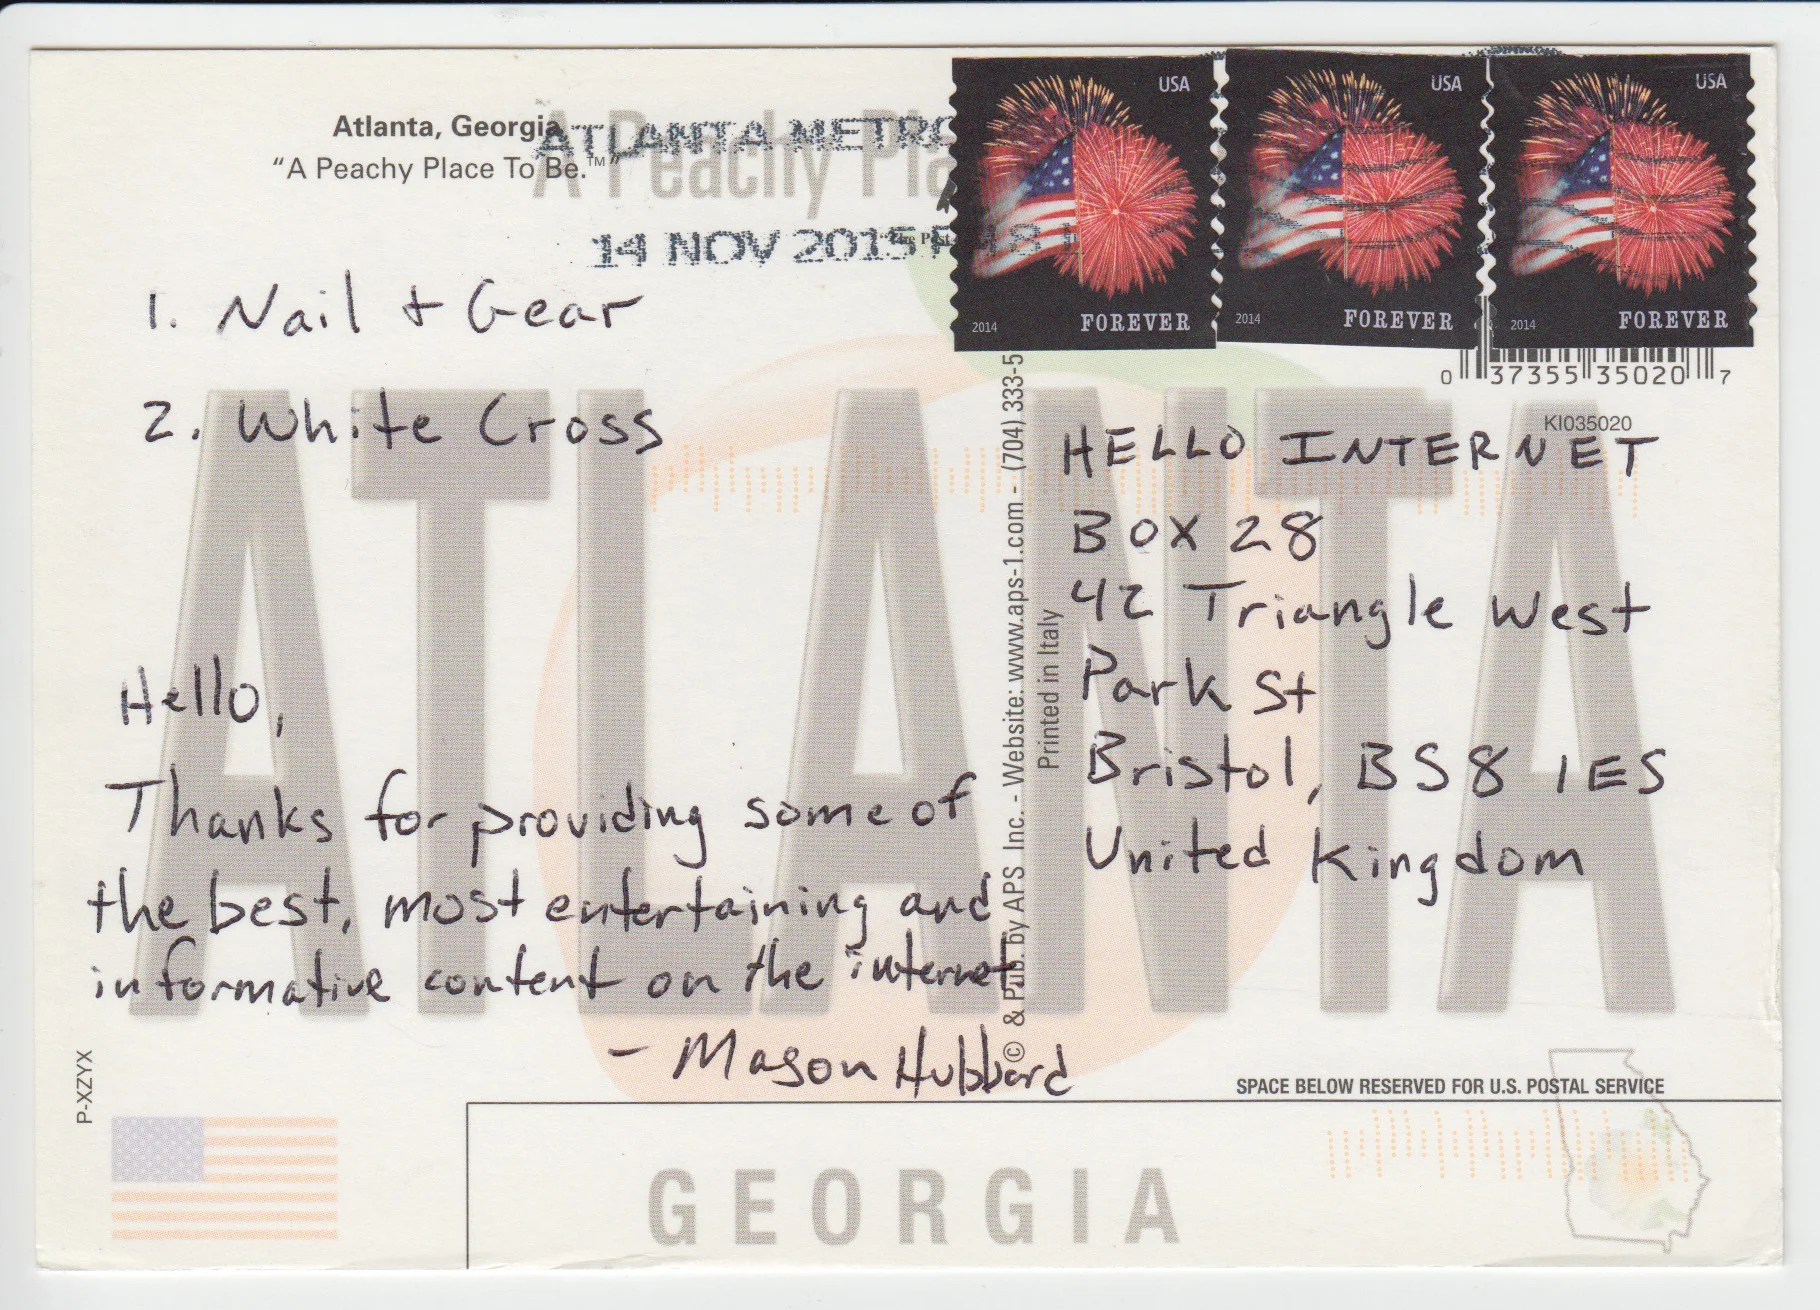 Atlanta, Georgia
“A Peachy Place To Be.™”
A Peachy Pla
ATLANTA METRO
14 NOV 2015 P
USA
2014 FOREVER
USA
2014 FOREVER
USA
2014 FOREVER
0 37355 35020 7
KI035020
1. Nail + Gear
2. White Cross
Hello,
Thanks for providing some of
the best, most entertaining and
informative content on the internet
- Mason Hubbard
© & Pub. by APS Inc. - Website: www.aps-1.com - (704) 333-5
Printed in Italy
HELLO INTERNET
BOX 28
42 Triangle West
Park St
Bristol, BS8 1ES
United Kingdom
ATLANTA
P-XZYX
SPACE BELOW RESERVED FOR U.S. POSTAL SERVICE
GEORGIA